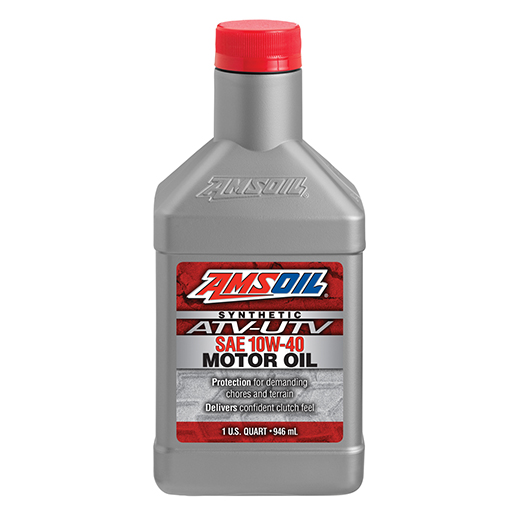 AMSOIL
AMSOIL®
SYNTHETIC
ATV-UTV
SAE 10W-40
MOTOR OIL
Protection for demanding
chores and terrain
Delivers confident clutch feel
1 U.S. QUART • 946 mL